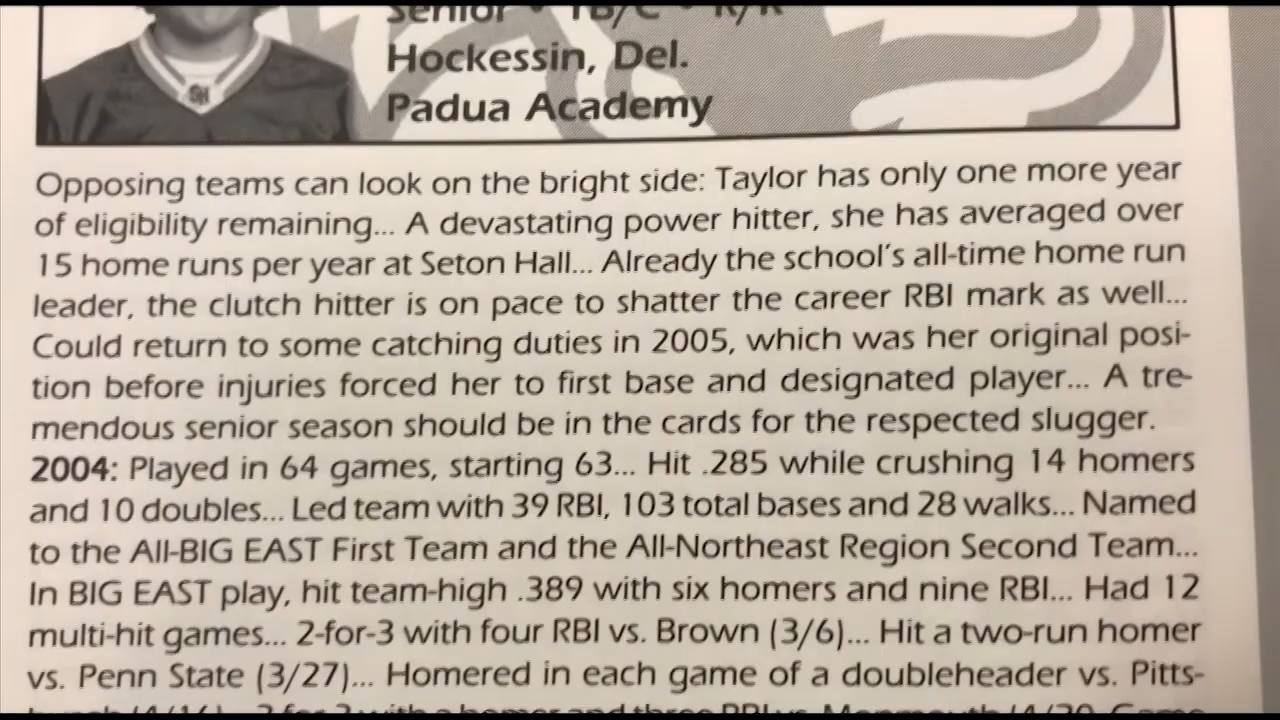 Senior • 1B/C • R/R
Hockessin, Del.
Padua Academy
SH
Opposing teams can look on the bright side: Taylor has only one more year
of eligibility remaining... A devastating power hitter, she has averaged over
15 home runs per year at Seton Hall... Already the school's all-time home run
leader, the clutch hitter is on pace to shatter the career RBI mark as well...
Could return to some catching duties in 2005, which was her original posi-
tion before injuries forced her to first base and designated player... A tre-
mendous senior season should be in the cards for the respected slugger.
2004: Played in 64 games, starting 63... Hit .285 while crushing 14 homers
and 10 doubles... Led team with 39 RBI, 103 total bases and 28 walks... Named
to the All-BIG EAST First Team and the All-Northeast Region Second Team...
In BIG EAST play, hit team-high .389 with six homers and nine RBI... Had 12
multi-hit games... 2-for-3 with four RBI vs. Brown (3/6)... Hit a two-run homer
vs. Penn State (3/27)... Homered in each game of a doubleheader vs. Pitts-